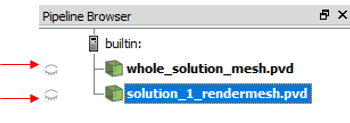 Pipeline Browser
builtin:
whole_solution_mesh.pvd
solution_1_rendermesh.pvd